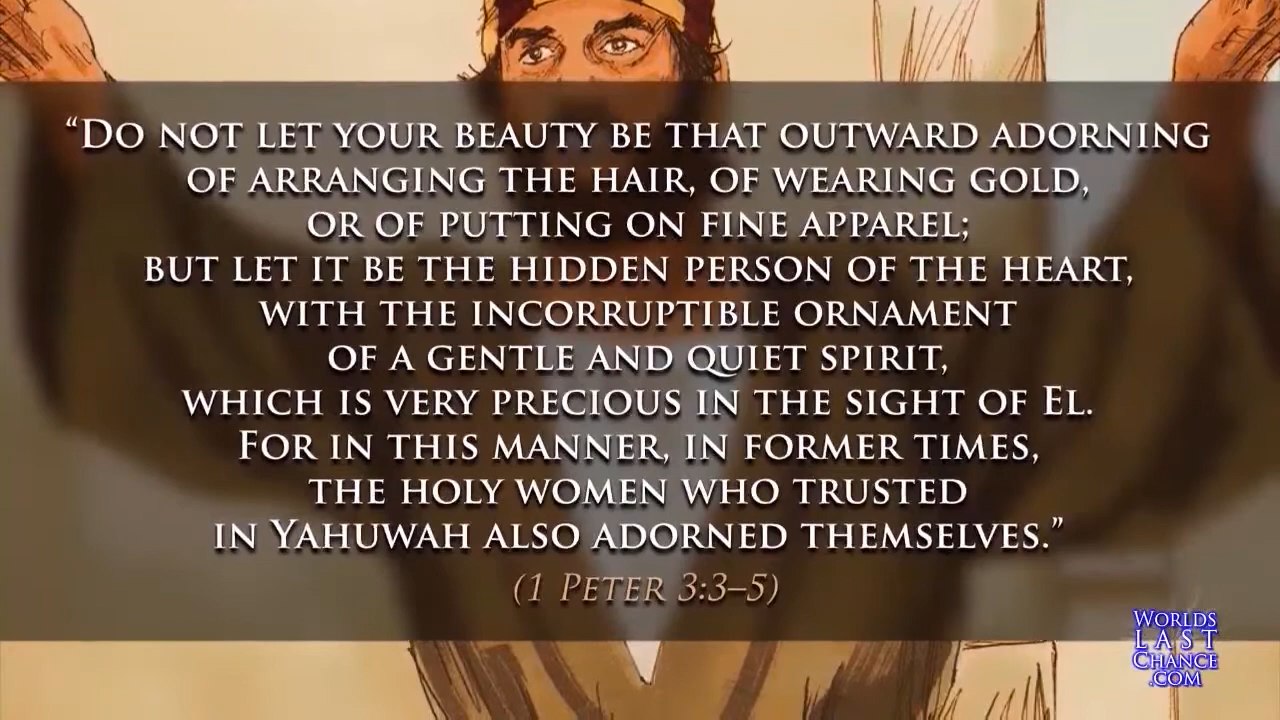 “Do not let your beauty be that outward adorning
of arranging the hair, of wearing gold,
or of putting on fine apparel;
but let it be the hidden person of the heart,
with the incorruptible ornament
of a gentle and quiet spirit,
which is very precious in the sight of El.
For in this manner, in former times,
the holy women who trusted
in Yahuwah also adorned themselves.”
(1 Peter 3:3–5)
Worlds
Last
Chance
.com